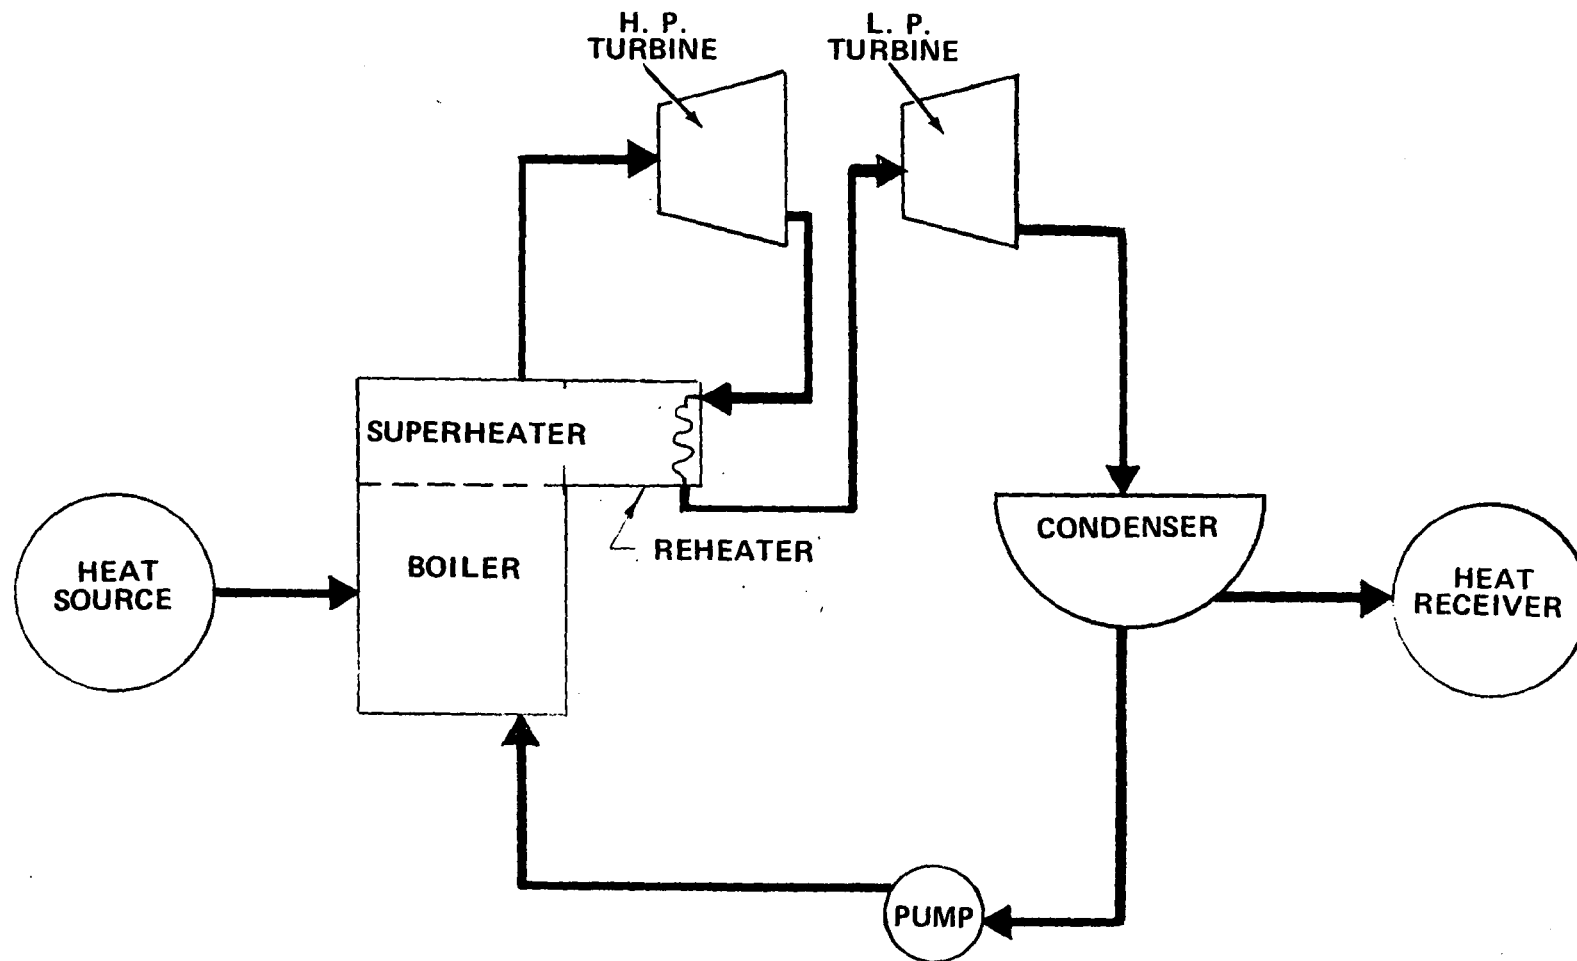 H. P.
TURBINE
L. P.
TURBINE
SUPERHEATER
REHEATER
BOILER
HEAT
SOURCE
CONDENSER
HEAT
RECEIVER
PUMP